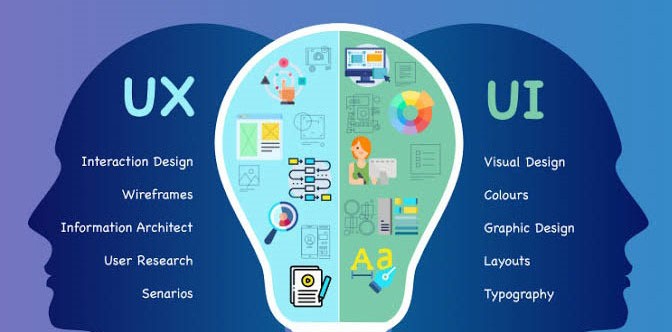 UX
Interaction Design
Wireframes
Information Architect
User Research
Senarios
Aa
UI
Visual Design
Colours
Graphic Design
Layouts
Typography